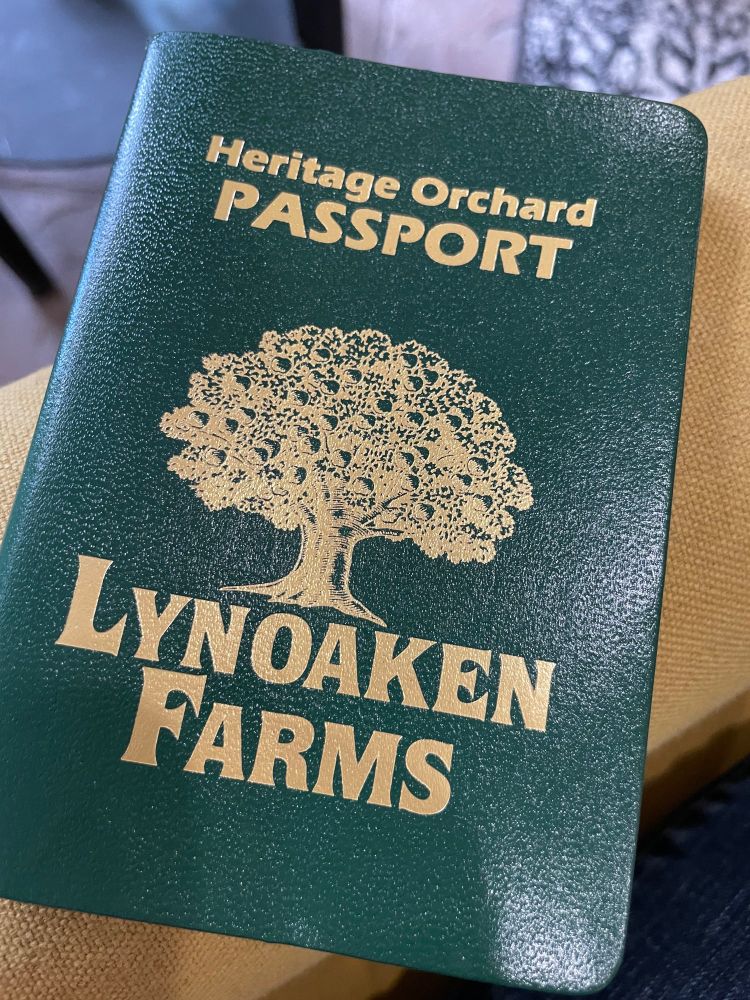 Heritage Orchard
PASSPORT
LYNOAKEN
FARMS